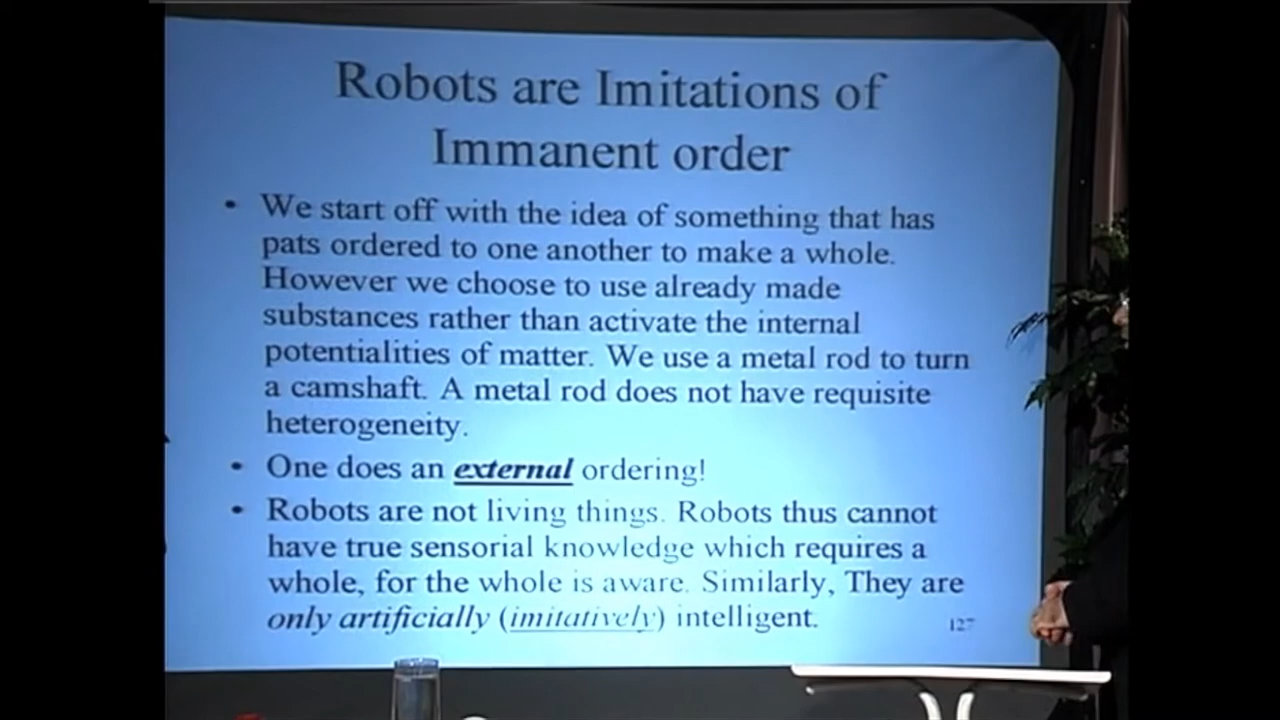 Robots are Imitations of
Immanent order
• We start off with the idea of something that has
pats ordered to one another to make a whole.
However we choose to use already made
substances rather than activate the internal
potentialities of matter. We use a metal rod to turn
a camshaft. A metal rod does not have requisite
heterogeneity.
• One does an external ordering!
• Robots are not living things. Robots thus cannot
have true sensorial knowledge which requires a
whole, for the whole is aware. Similarly, They are
only artificially (imitatively) intelligent.
127